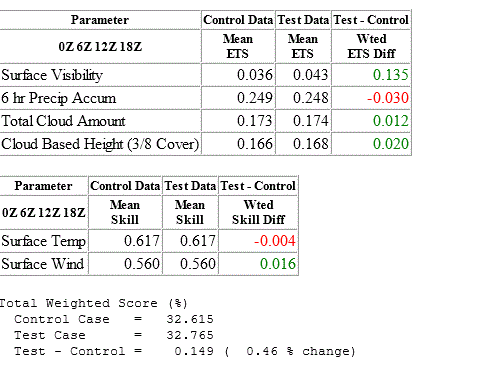 Parameter Control Data Test Data Test - Control
0Z 6Z 12Z 18Z Mean ETS Mean ETS Wted ETS Diff
Surface Visibility 0.036 0.043 0.135
6 hr Precip Accum 0.249 0.248 -0.030
Total Cloud Amount 0.173 0.174 0.012
Cloud Based Height (3/8 Cover) 0.166 0.168 0.020
Parameter Control Data Test Data Test - Control
0Z 6Z 12Z 18Z Mean Skill Mean Skill Wted Skill Diff
Surface Temp 0.617 0.617 -0.004
Surface Wind 0.560 0.560 0.016
Total Weighted Score (%)
Control Case = 32.615
Test Case = 32.765
Test - Control = 0.149 ( 0.46 % change)